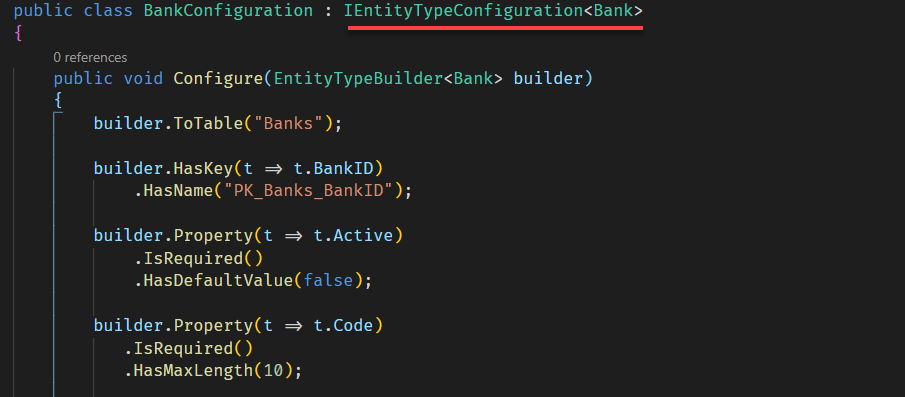 public class BankConfiguration : IEntityTypeConfiguration<Bank>
{
0 references
public void Configure(EntityTypeBuilder<Bank> builder)
{
builder.ToTable("Banks");
builder.HasKey(t => t.BankID)
.HasName("PK_Banks_BankID");
builder.Property(t => t.Active)
.IsRequired()
.HasDefaultValue(false);
builder.Property(t => t.Code)
.IsRequired()
.HasMaxLength(10);